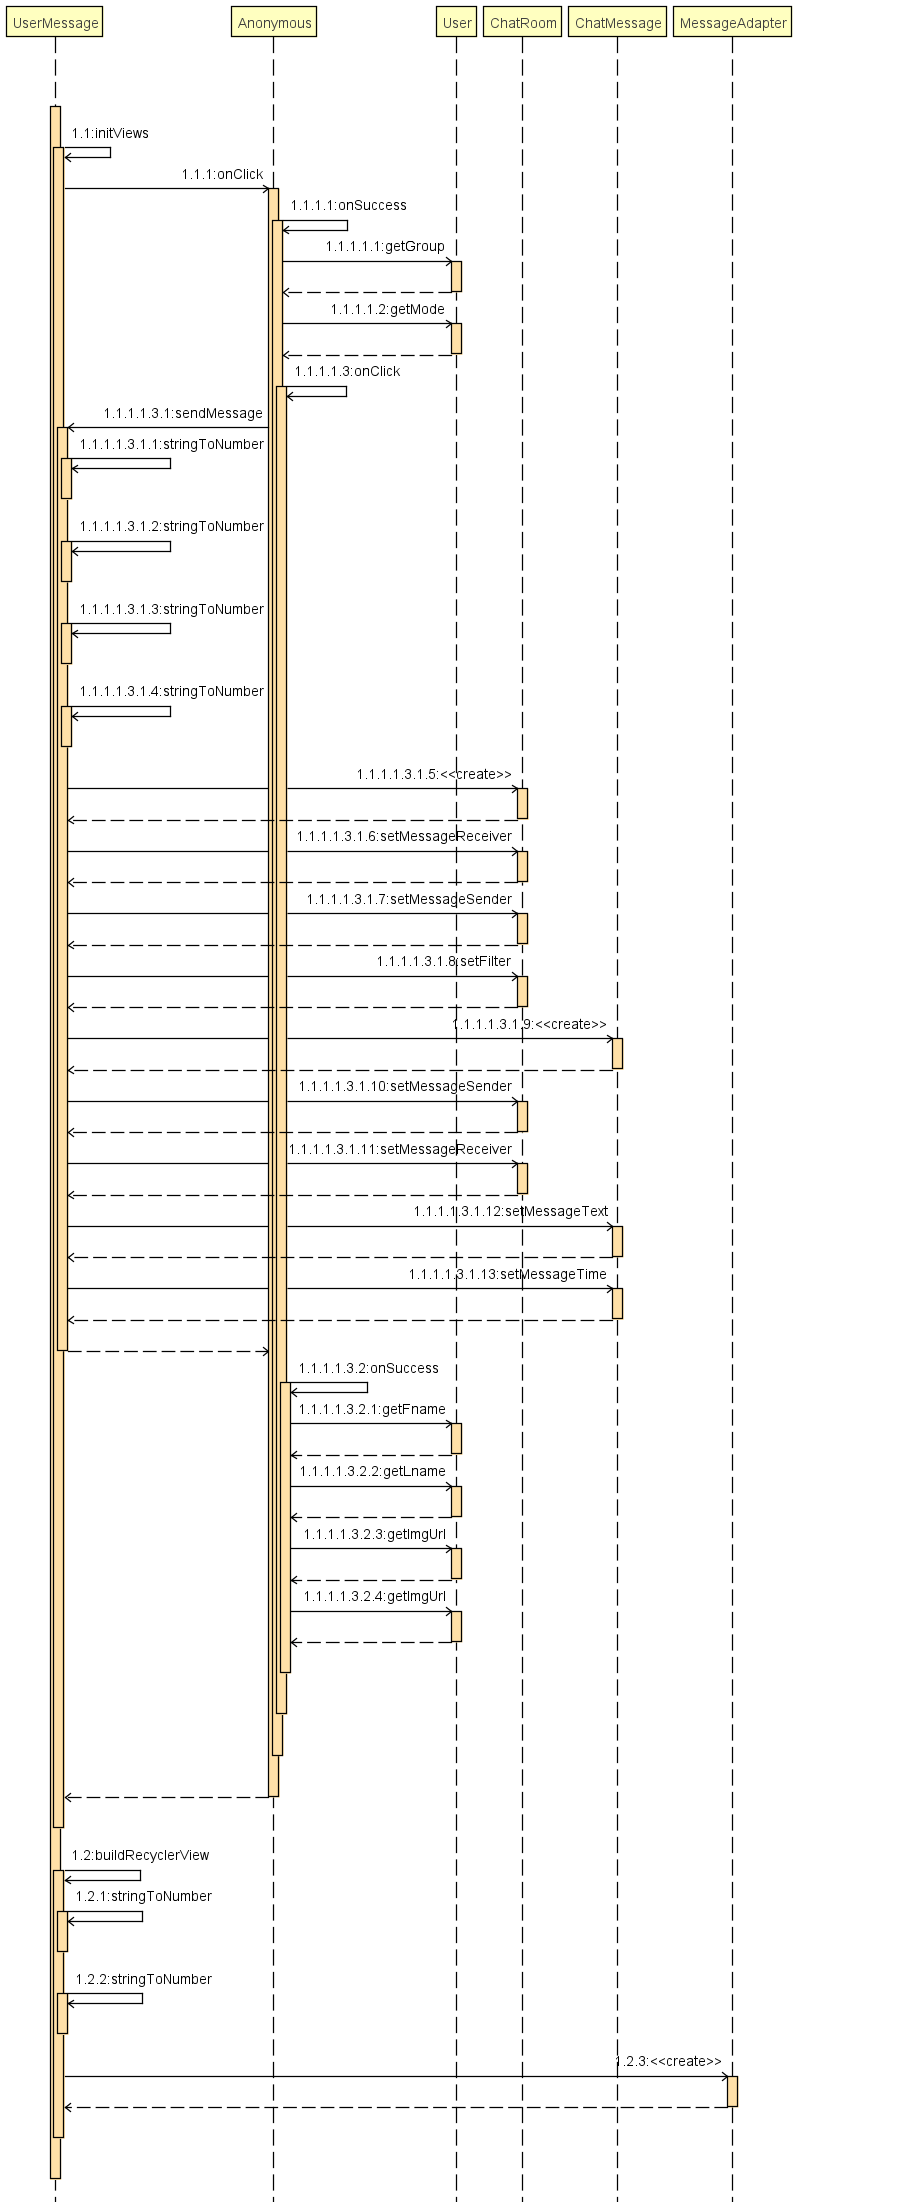 UserMessage
Anonymous
User
ChatRoom
ChatMessage
MessageAdapter
1.1:initViews
1.1.1:onClick
1.1.1.1:onSuccess
1.1.1.1.1:getGroup
1.1.1.1.2:getMode
1.1.1.1.3:onClick
1.1.1.1.3.1:sendMessage
1.1.1.1.3.1.1:stringToNumber
1.1.1.1.3.1.2:stringToNumber
1.1.1.1.3.1.3:stringToNumber
1.1.1.1.3.1.4:stringToNumber
1.1.1.1.3.1.5:<<create>>
1.1.1.1.3.1.6:setMessageReceiver
1.1.1.1.3.1.7:setMessageSender
1.1.1.1.3.1.8:setFilter
1.1.1.1.3.1.9:<<create>>
1.1.1.1.3.1.10:setMessageSender
1.1.1.1.3.1.11:setMessageReceiver
1.1.1.1.3.1.12:setMessageText
1.1.1.1.3.1.13:setMessageTime
1.1.1.1.3.2:onSuccess
1.1.1.1.3.2.1:getFname
1.1.1.1.3.2.2:getLname
1.1.1.1.3.2.3:getImgUrl
1.1.1.1.3.2.4:getImgUrl
1.2:buildRecyclerView
1.2.1:stringToNumber
1.2.2:stringToNumber
1.2.3:<<create>>